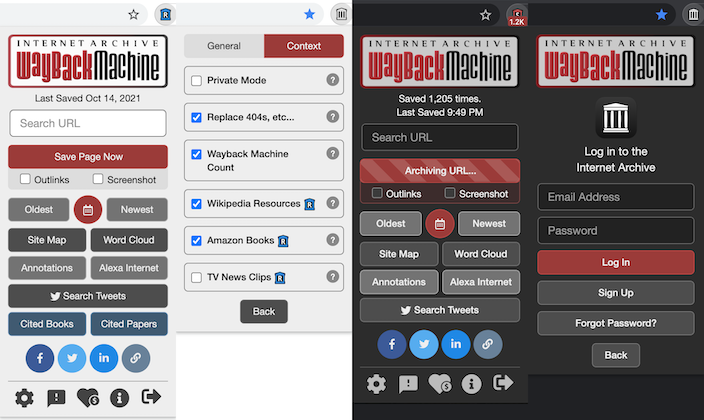 INTERNET ARCHIVE
WayBackMachine
Last Saved Oct 14, 2021
Search URL
Save Page Now
Outlinks
Screenshot
Oldest
Newest
Site Map
Word Cloud
Annotations
Alexa Internet
Search Tweets
Cited Books
Cited Papers
R
General
Context
Private Mode
?
Replace 404s, etc...
?
Wayback Machine
Count
?
Wikipedia Resources R
?
Amazon Books R
?
TV News Clips R
?
Back
1.2K
INTERNET ARCHIVE
WayBackMachine
Saved 1,205 times.
Last Saved 9:49 PM
Search URL
Archiving URL...
Outlinks
Screenshot
Oldest
Newest
Site Map
Word Cloud
Annotations
Alexa Internet
Search Tweets
INTERNET ARCHIVE
WayBackMachine
Log in to the
Internet Archive
Email Address
Password
Log In
Sign Up
Forgot Password?
Back